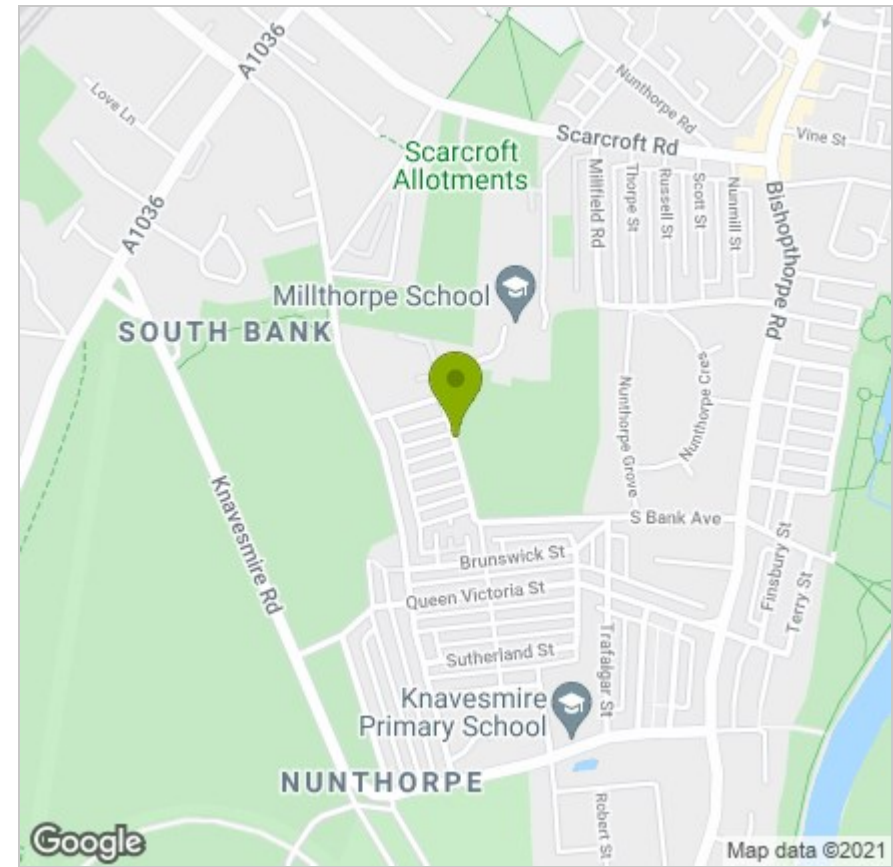 A1036
Love Ln
Nunthorpe Rd
Scarcroft Rd
Vine St
Scarcroft
Allotments
Millfield Rd
Thorpe St
Russell St
Scott St
Nunmill St
Bishopthorpe Rd
A1036
Millthorpe School
SOUTH BANK
Nunthorpe Grove
Nunthorpe Cres
Knavesmire Rd
S Bank Ave
Brunswick St
Finsbury St
Terry St
Queen Victoria St
Sutherland St
Trafalgar St
Knavesmire
Primary School
NUNTHORPE
Robert St
Google
Map data ©2021